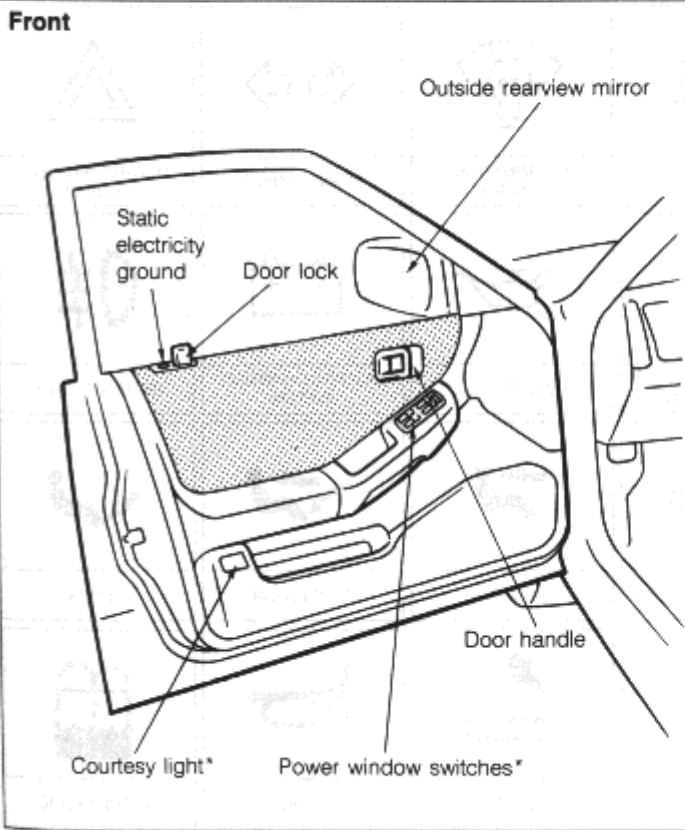 Front
Outside rearview mirror
Static
electricity
ground
Door lock
Door handle
Courtesy light*
Power window switches*